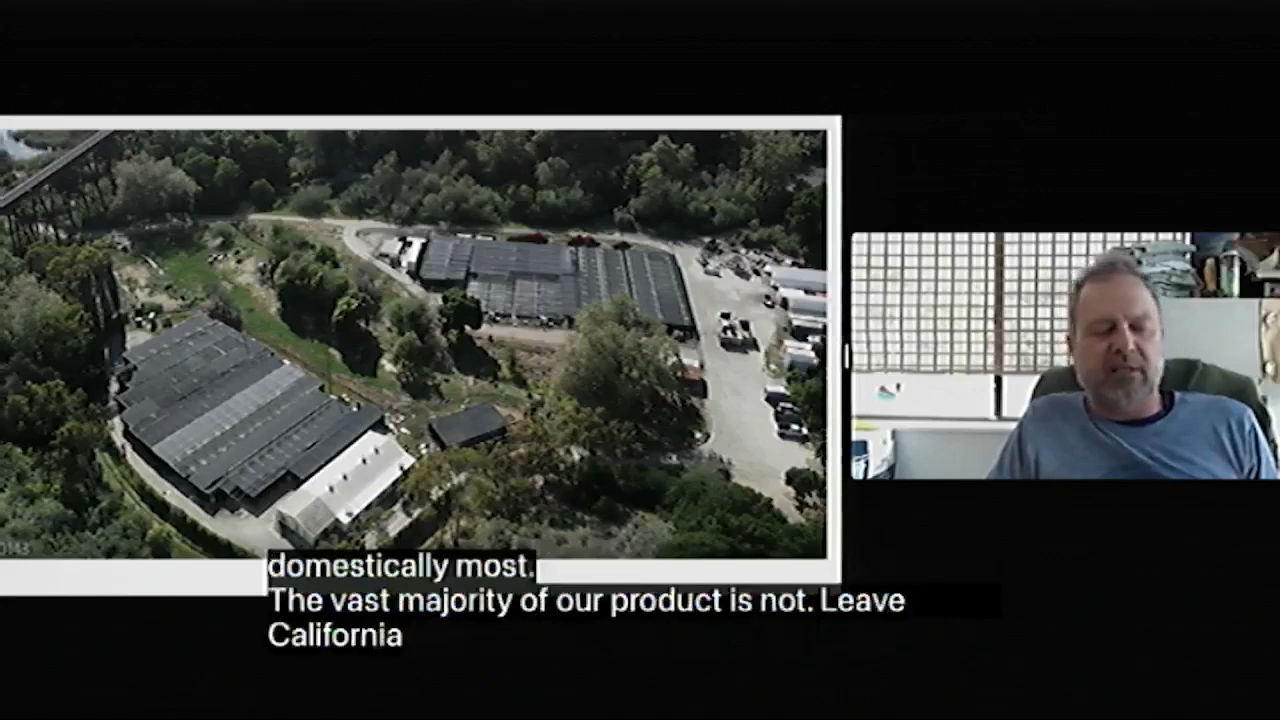 domestically most.
The vast majority of our product is not. Leave
California